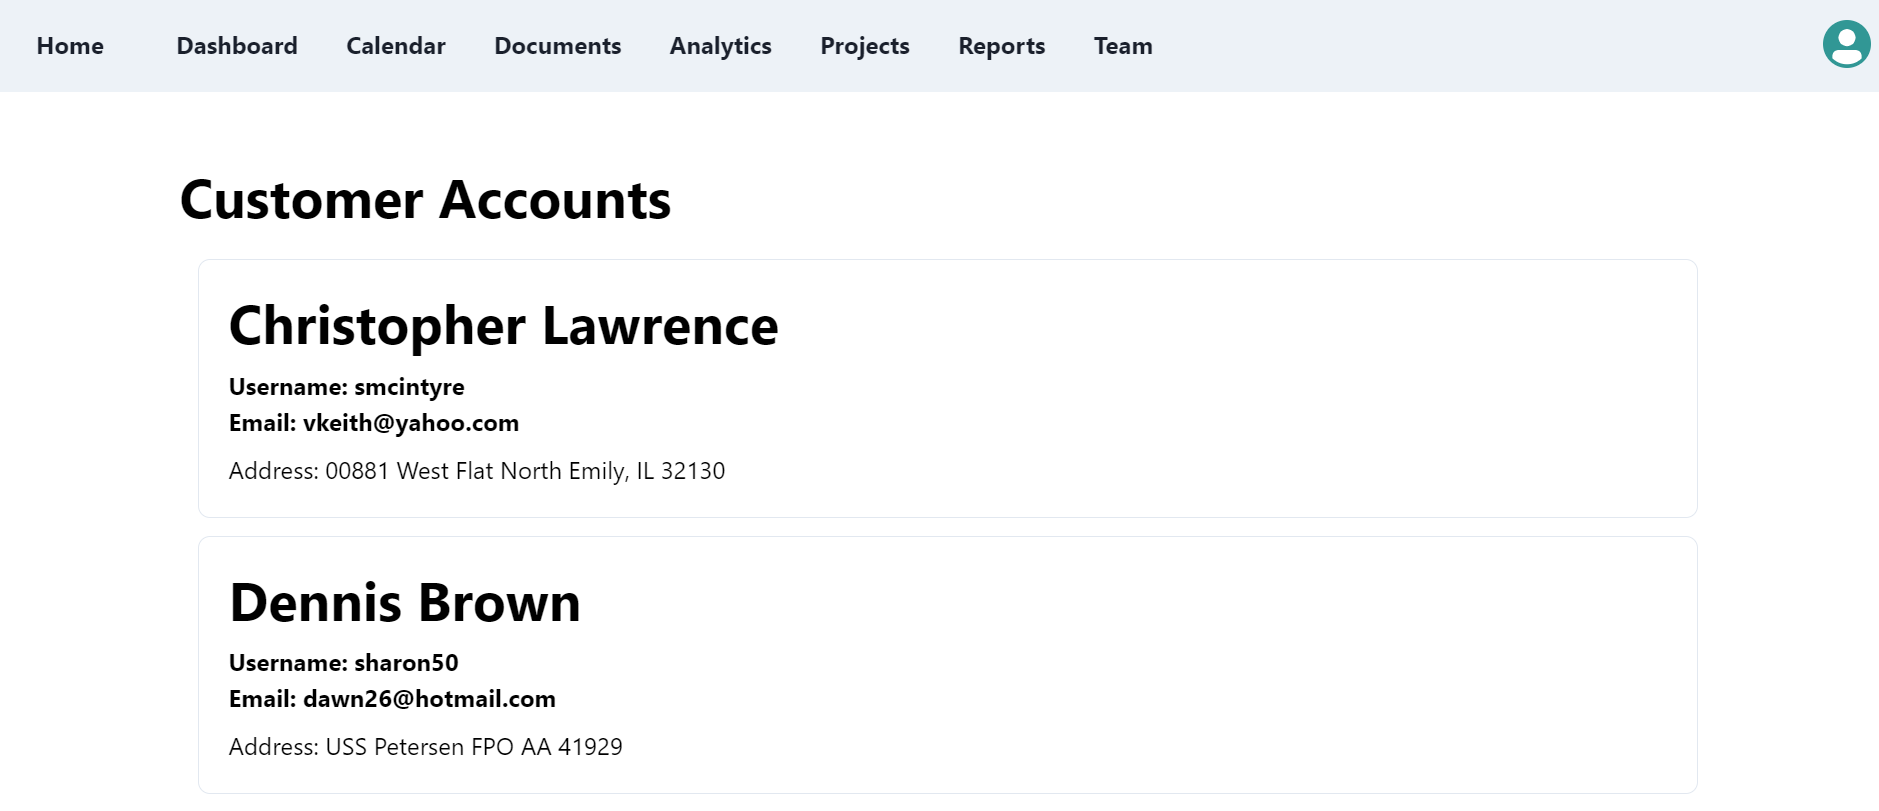 Home Dashboard Calendar Documents Analytics Projects Reports Team
Customer Accounts
Christopher Lawrence
Username: smcintyre
Email: vkeith@yahoo.com
Address: 00881 West Flat North Emily, IL 32130
Dennis Brown
Username: sharon50
Email: dawn26@hotmail.com
Address: USS Petersen FPO AA 41929